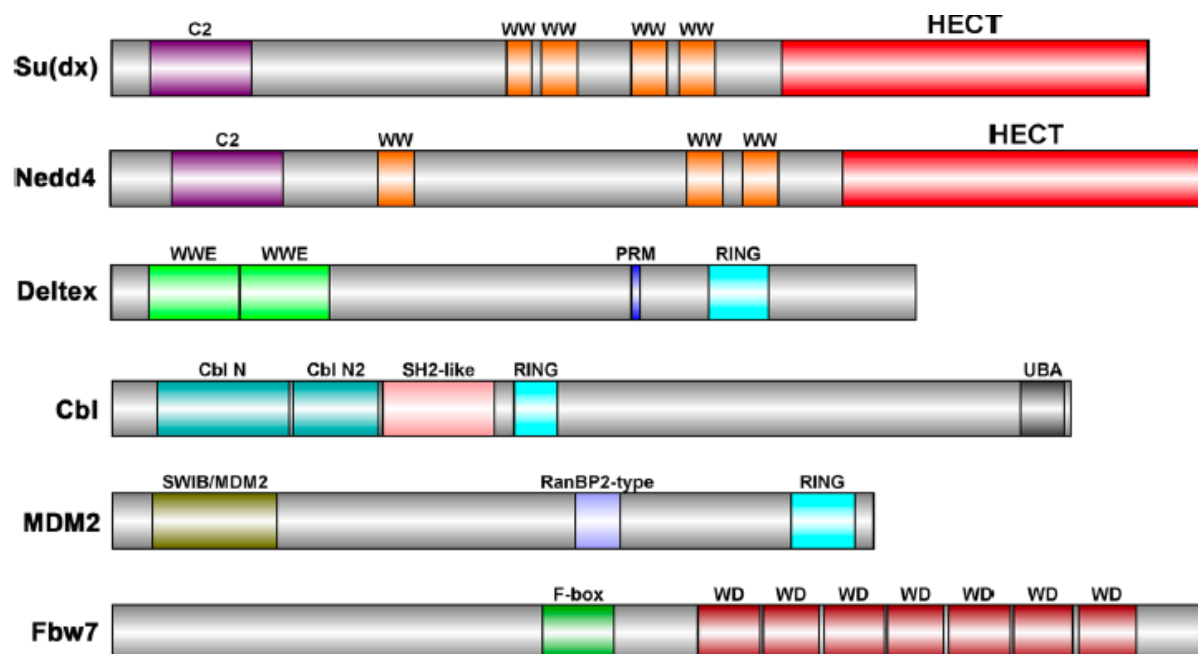 C2 WW WW WW WW HECT
Su(dx)
C2 WW WW WW HECT
Nedd4
WWE WWE PRM RING
Deltex
Cbl N Cbl N2 SH2-like RING UBA
Cbl
SWIB/MDM2 RanBP2-type RING
MDM2
F-box WD WD WD WD WD WD WD
Fbw7